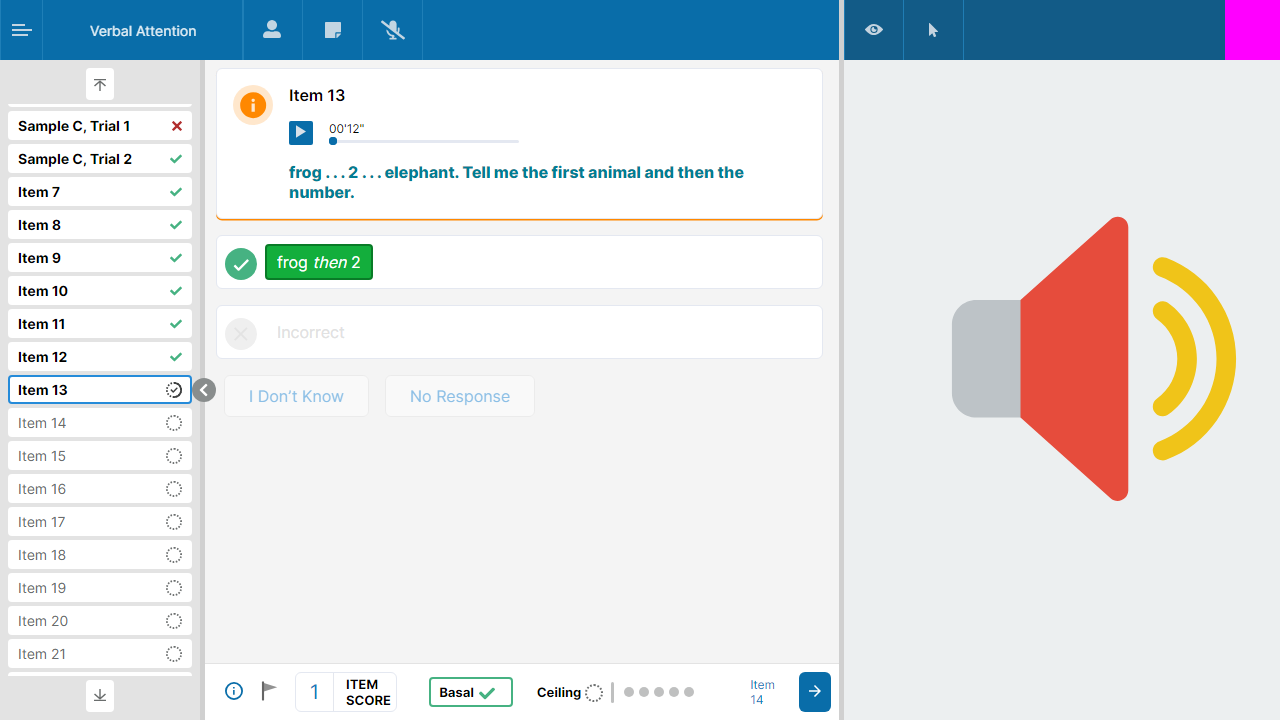 Verbal Attention
Sample C, Trial 1
Sample C, Trial 2
Item 7
Item 8
Item 9
Item 10
Item 11
Item 12
Item 13
Item 14
Item 15
Item 16
Item 17
Item 18
Item 19
Item 20
Item 21
Item 13
00'12"
frog . . . 2 . . . elephant. Tell me the first animal and then the
number.
frog then 2
Incorrect
I Don't Know
No Response
1
ITEM
SCORE
Basal
Ceiling
Item
14